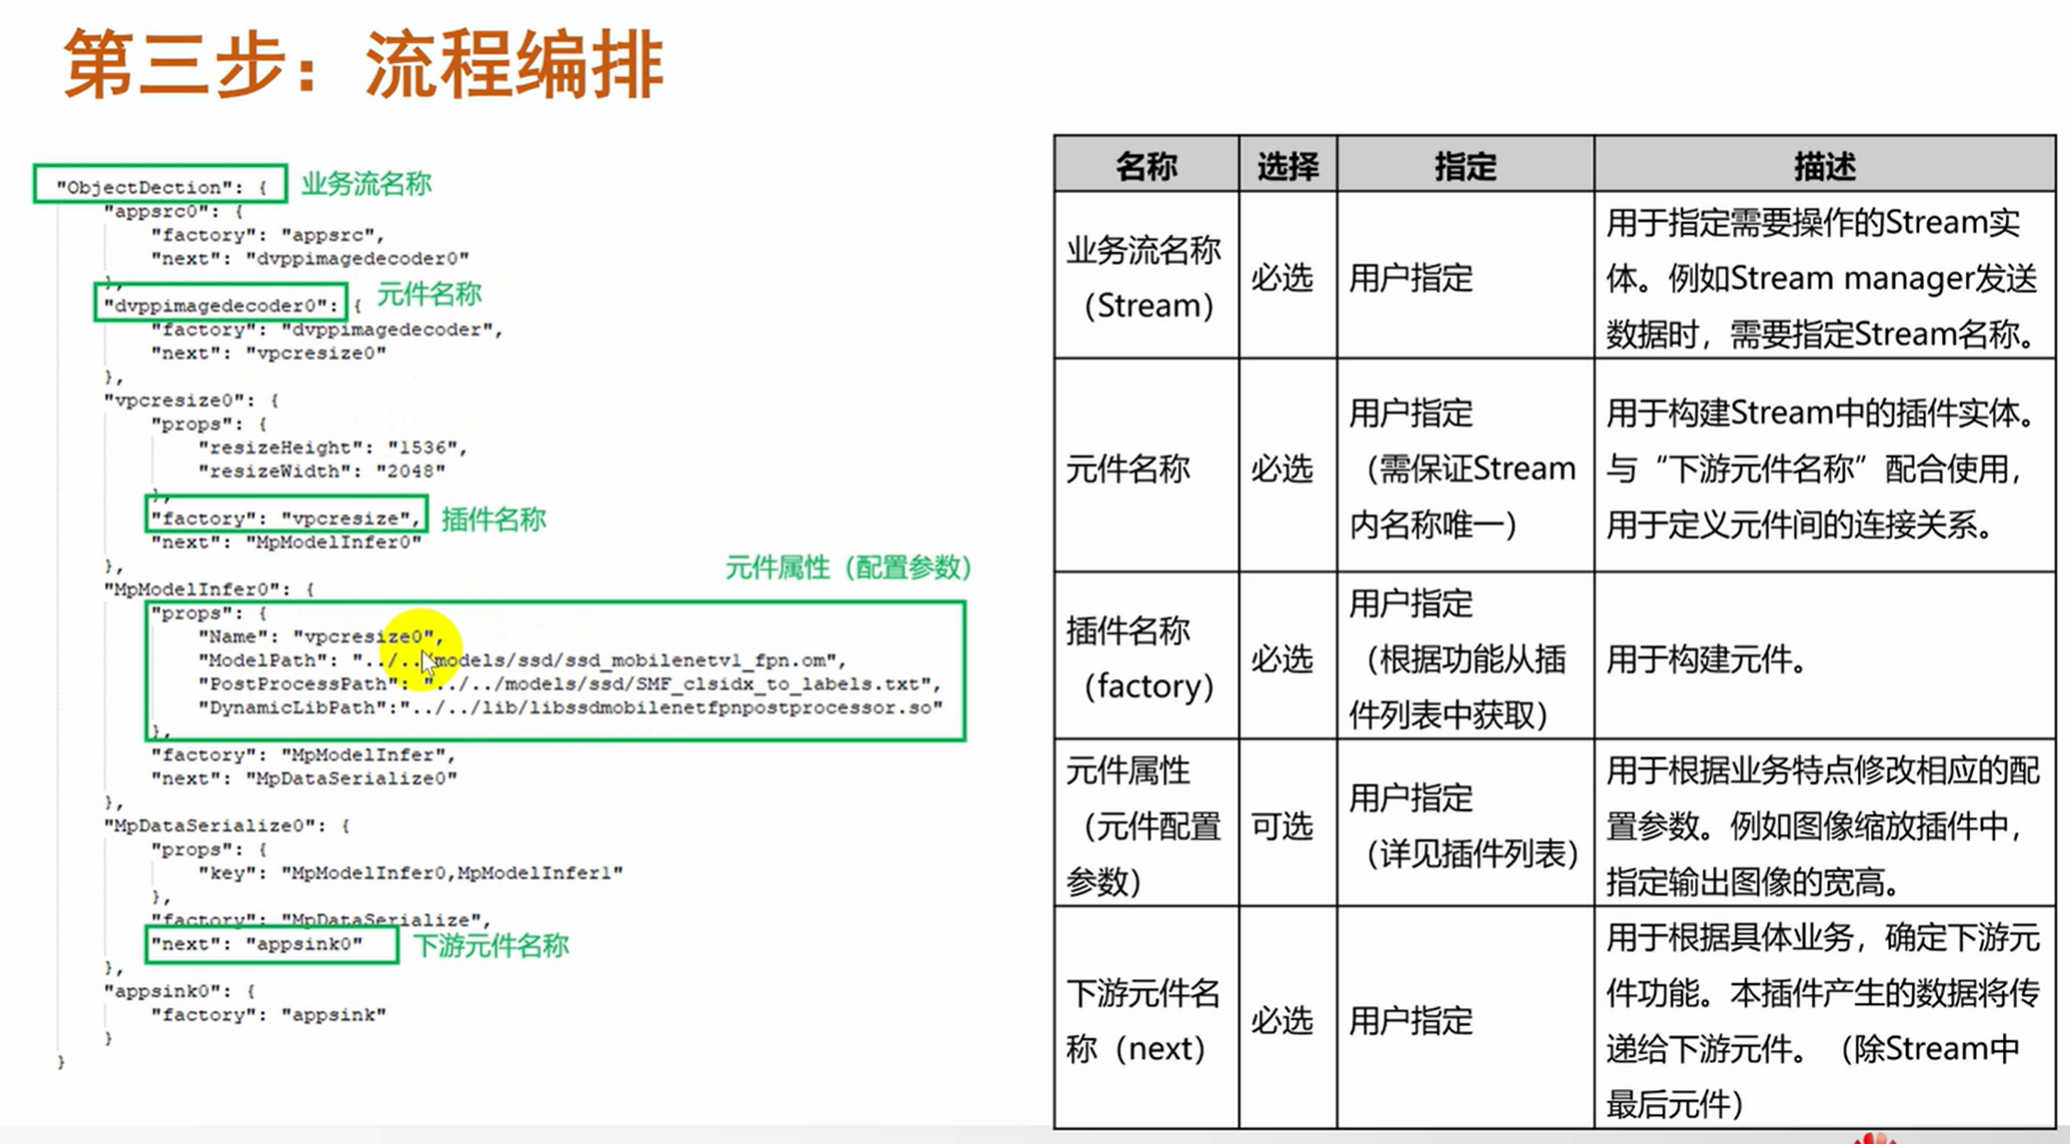 第三步：流程编排
"ObjectDection": {
业务流名称
"appsrc0": {
"factory": "appsrc",
"next": "dvppimagedecoder0"
},
"dvppimagedecoder0": {
元件名称
"factory": "dvppimagedecoder",
"next": "vpcresize0"
},
"vpcresize0": {
"props": {
"resizeHeight": "1536",
"resizeWidth": "2048"
},
"factory": "vpcresize",
插件名称
"next": "MpModelInfer0"
},
元件属性（配置参数）
"MpModelInfer0": {
"props": {
"Name": "vpcresize0",
"ModelPath": "../../models/ssd/ssd_mobilenetv1_fpn.om",
"PostProcessPath": "../../models/ssd/SMF_clsidx_to_labels.txt",
"DynamicLibPath":"../../lib/libssdmobilenetfpnpostprocessor.so"
},
"factory": "MpModelInfer",
"next": "MpDataSerialize0"
},
"MpDataSerialize0": {
"props": {
"key": "MpModelInfer0,MpModelInfer1"
},
"factory": "MpDataSerialize",
"next": "appsink0"
下游元件名称
},
"appsink0": {
"factory": "appsink"
}
}
名称 选择 指定 描述
业务流名称
（Stream）
必选
用户指定
用于指定需要操作的Stream实
体。例如Stream manager发送
数据时，需要指定Stream名称。
元件名称
必选
用户指定
（需保证Stream
内名称唯一）
用于构建Stream中的插件实体。
与“下游元件名称”配合使用，
用于定义元件间的连接关系。
插件名称
（factory）
必选
用户指定
（根据功能从插
件列表中获取）
用于构建元件。
元件属性
（元件配置
参数）
可选
用户指定
（详见插件列表）
用于根据业务特点修改相应的配
置参数。例如图像缩放插件中，
指定输出图像的宽高。
下游元件名
称（next）
必选
用户指定
用于根据具体业务，确定下游元
件功能。本插件产生的数据将传
递给下游元件。（除Stream中
最后元件）